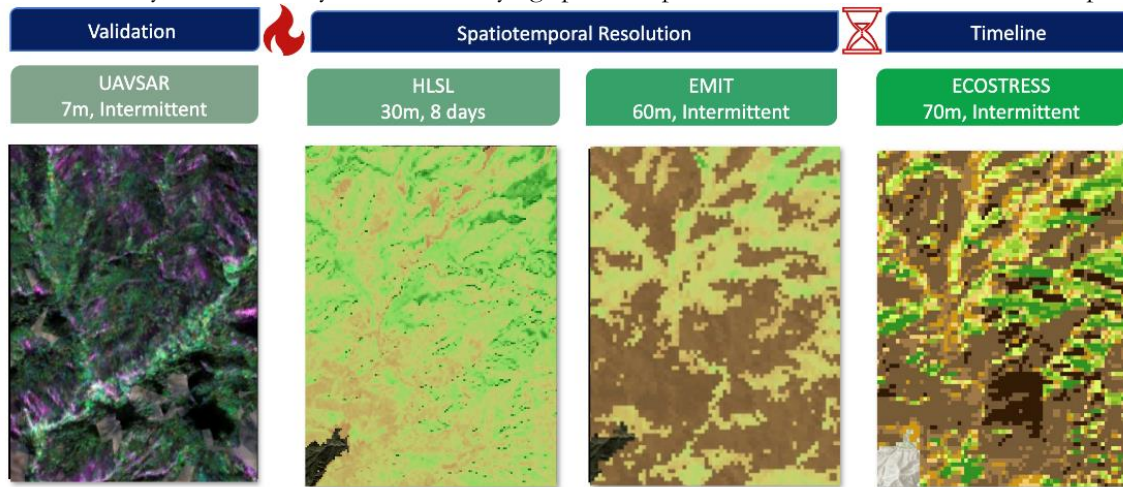 Validation
Spatiotemporal Resolution
Timeline
UAVSAR
7m, Intermittent
HLSL
30m, 8 days
EMIT
60m, Intermittent
ECOSTRESS
70m, Intermittent